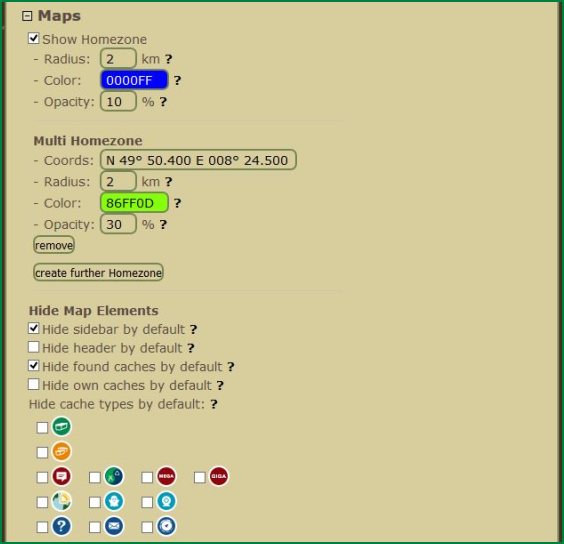 Maps
Show Homezone
- Radius: 2 km ?
- Color: 0000FF ?
- Opacity: 10 % ?
Multi Homezone
- Coords: N 49° 50.400 E 008° 24.500
- Radius: 2 km ?
- Color: 86FF0D ?
- Opacity: 30 % ?
remove
create further Homezone
Hide Map Elements
Hide sidebar by default ?
Hide header by default ?
Hide found caches by default ?
Hide own caches by default ?
Hide cache types by default: ?
MEGA GIGA
?